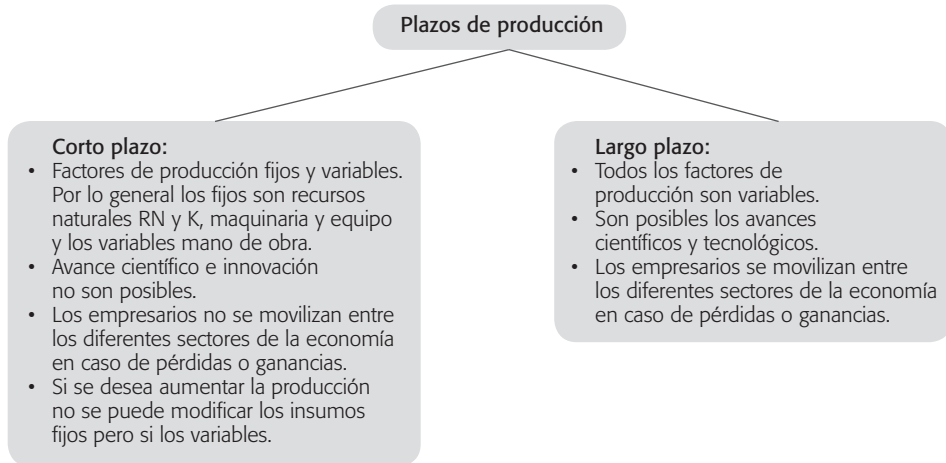 Plazos de producción
Corto plazo:
• Factores de producción fijos y variables.
Por lo general los fijos son recursos
naturales RN y K, maquinaria y equipo
y los variables mano de obra.
• Avance científico e innovación
no son posibles.
• Los empresarios no se movilizan entre
los diferentes sectores de la economía
en caso de pérdidas o ganancias.
• Si se desea aumentar la producción
no se puede modificar los insumos
fijos pero si los variables.
Largo plazo:
• Todos los factores de
producción son variables.
• Son posibles los avances
científicos y tecnológicos.
• Los empresarios se movilizan entre
los diferentes sectores de la economía
en caso de pérdidas o ganancias.